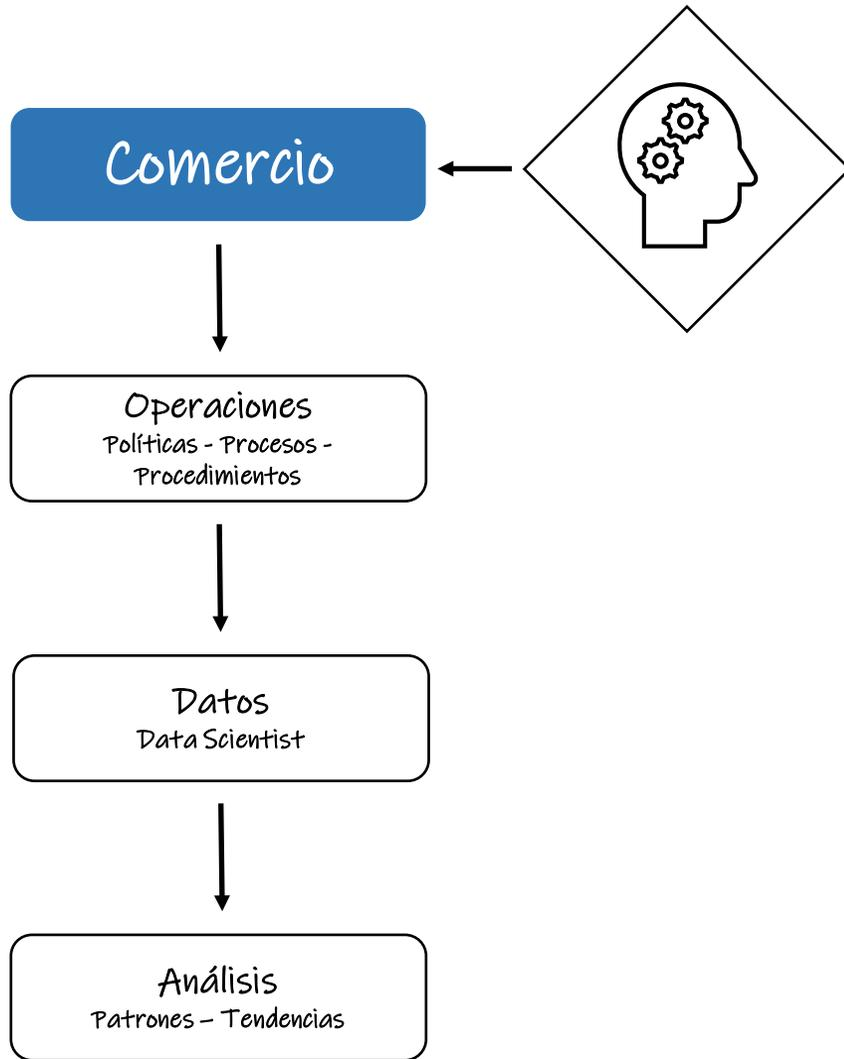 Comercio
Operaciones
Políticas - Procesos -
Procedimientos
Datos
Data Scientist
Análisis
Patrones – Tendencias